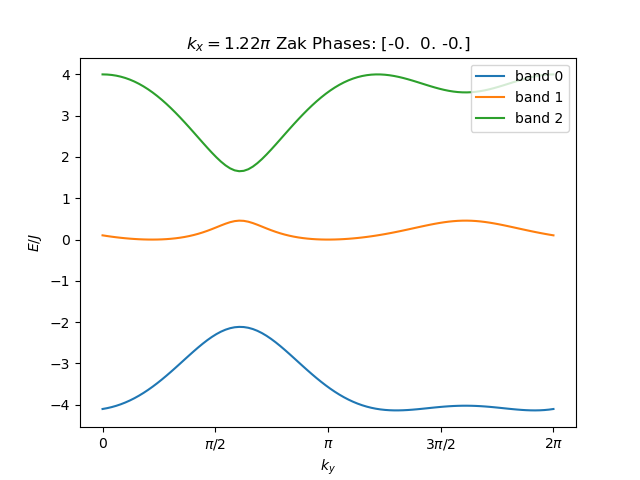 k_x = 1.22π Zak Phases: [-0.  0. -0.]
band 0
band 1
band 2
4
3
2
1
0
−1
−2
−3
−4
E/J
0
π/2
π
3π/2
2π
k_y